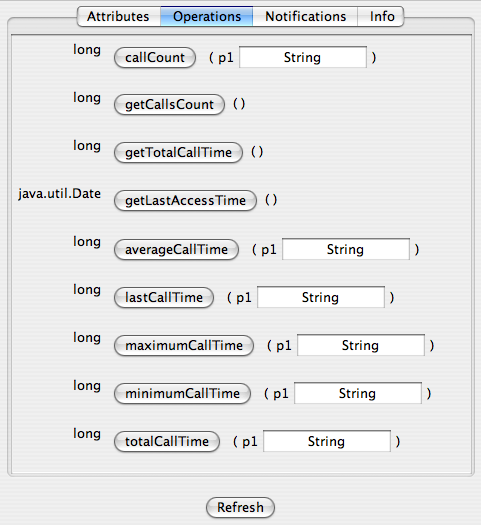 Attributes Operations Notifications Info
long callCount ( p1 String )
long getCallsCount ( )
long getTotalCallTime ( )
java.util.Date getLastAccessTime ( )
long averageCallTime ( p1 String )
long lastCallTime ( p1 String )
long maximumCallTime ( p1 String )
long minimumCallTime ( p1 String )
long totalCallTime ( p1 String )
Refresh